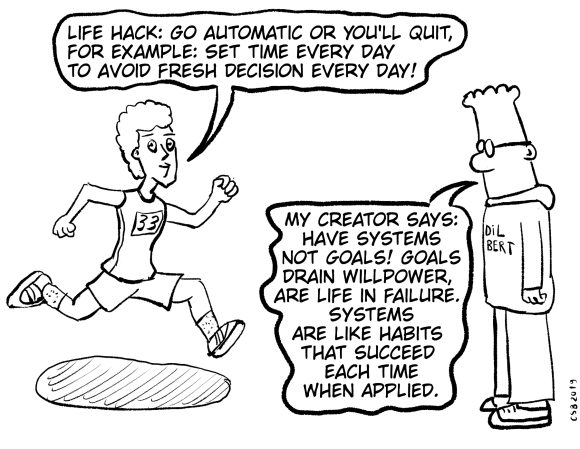 LIFE HACK: GO AUTOMATIC OR YOU'LL QUIT,
FOR EXAMPLE: SET TIME EVERY DAY
TO AVOID FRESH DECISION EVERY DAY!
33
MY CREATOR SAYS:
HAVE SYSTEMS
NOT GOALS! GOALS
DRAIN WILLPOWER,
ARE LIFE IN FAILURE.
SYSTEMS
ARE LIKE HABITS
THAT SUCCEED
EACH TIME
WHEN APPLIED.
DiL
BERT
CSB2019